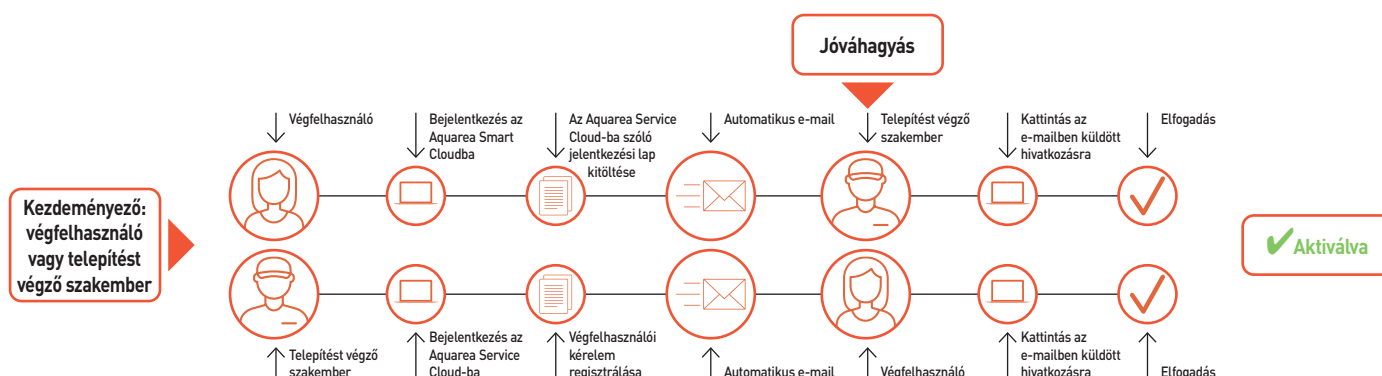 Jóváhagyás
Végfelhasználó
Bejelentkezés az
Aquarea Smart
Cloudba
Az Aquarea Service
Cloud-ba szóló
jelentkezési lap
kitöltése
Automatikus e-mail
Telepítést végző
szakember
Kattintás az
e-mailben küldött
hivatkozásra
Elfogadás
Kezdeményező:
végfelhasználó
vagy telepítést
végző szakember
Aktiválva
Telepítést végző
szakember
Bejelentkezés az
Aquarea Service
Cloud-ba
Végfelhasználói
kérelem
regisztrálása
Automatikus e-mail
Végfelhasználó
Kattintás az
e-mailben küldött
hivatkozásra
Elfogadás